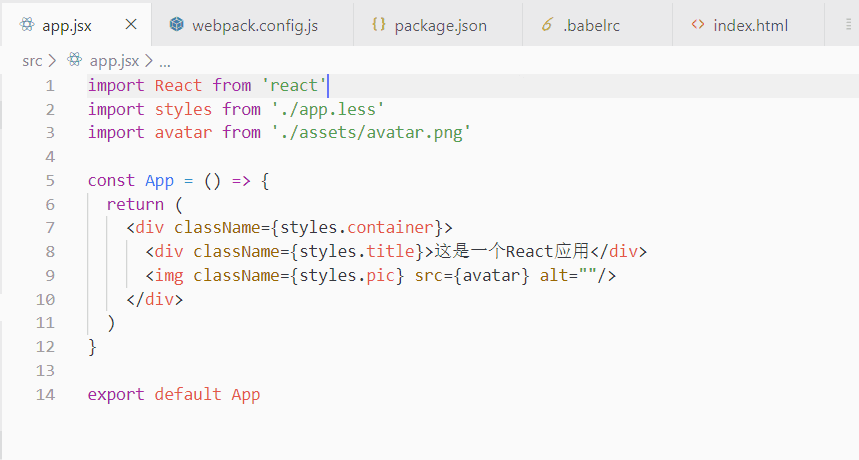 app.jsx webpack.config.js package.json .babelrc index.html
src > app.jsx > ...
1 import React from 'react'
2 import styles from './app.less'
3 import avatar from './assets/avatar.png'
4
5 const App = () => {
6 return (
7 <div className={styles.container}>
8 <div className={styles.title}>这是一个React应用</div>
9 <img className={styles.pic} src={avatar} alt=""/>
10 </div>
11 )
12 }
13
14 export default App